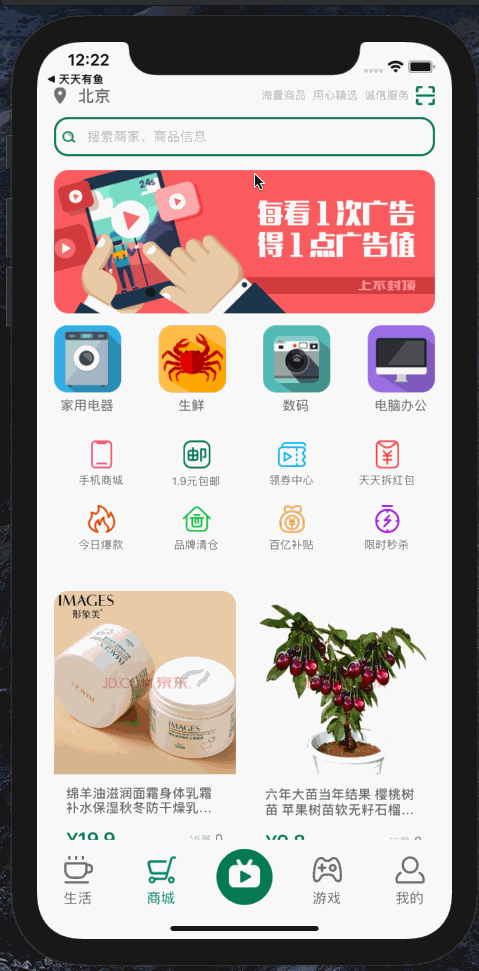 12:22
◀ 天天有鱼
北京
海量商品 用心精选 诚信服务
搜索商家、商品信息
24s
每看1次广告
得1点广告值
上不封顶
家用电器
生鲜
数码
电脑办公
手机商城
邮
1.9元包邮
领券中心
天天拆红包
今日爆款
品牌清仓
百亿补贴
限时秒杀
IMAGES
形象美
JD.COM 京东
IMAGES
绵羊油滋润面霜身体乳霜
补水保湿秋冬防干燥乳...
六年大苗当年结果 樱桃树
苗 苹果树苗软无籽石榴...
¥19.9
¥9.8
生活
商城
游戏
我的